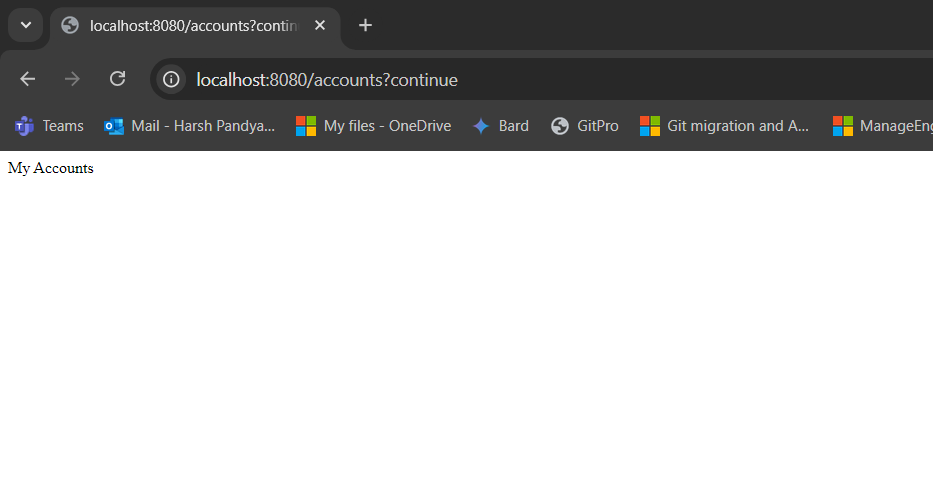 localhost:8080/accounts?contin
localhost:8080/accounts?continue
Teams Mail - Harsh Pandya... My files - OneDrive Bard GitPro Git migration and A... ManageEng
My Accounts